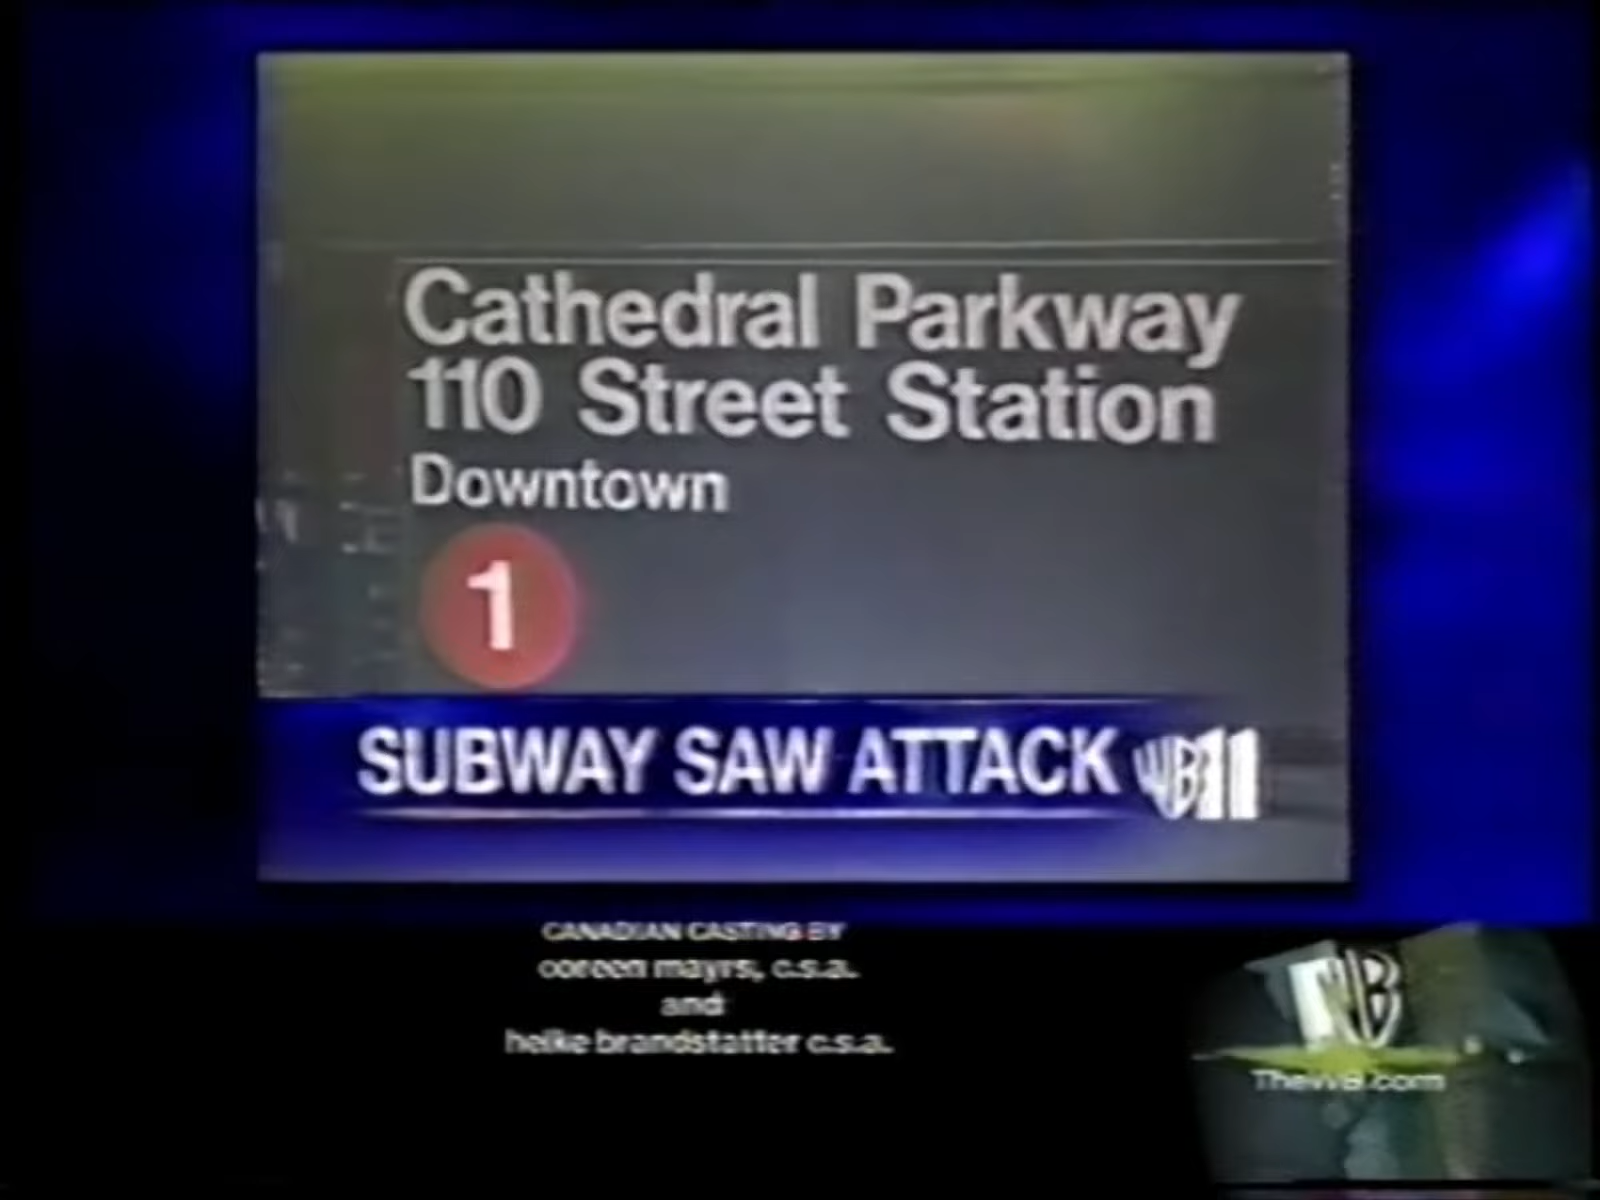 Cathedral Parkway
110 Street Station
Downtown
1
SUBWAY SAW ATTACK WB11
CANADIAN CASTING BY
coreen mayrs, c.s.a.
and
heike brandstatter c.s.a.
WB
TheWB.com